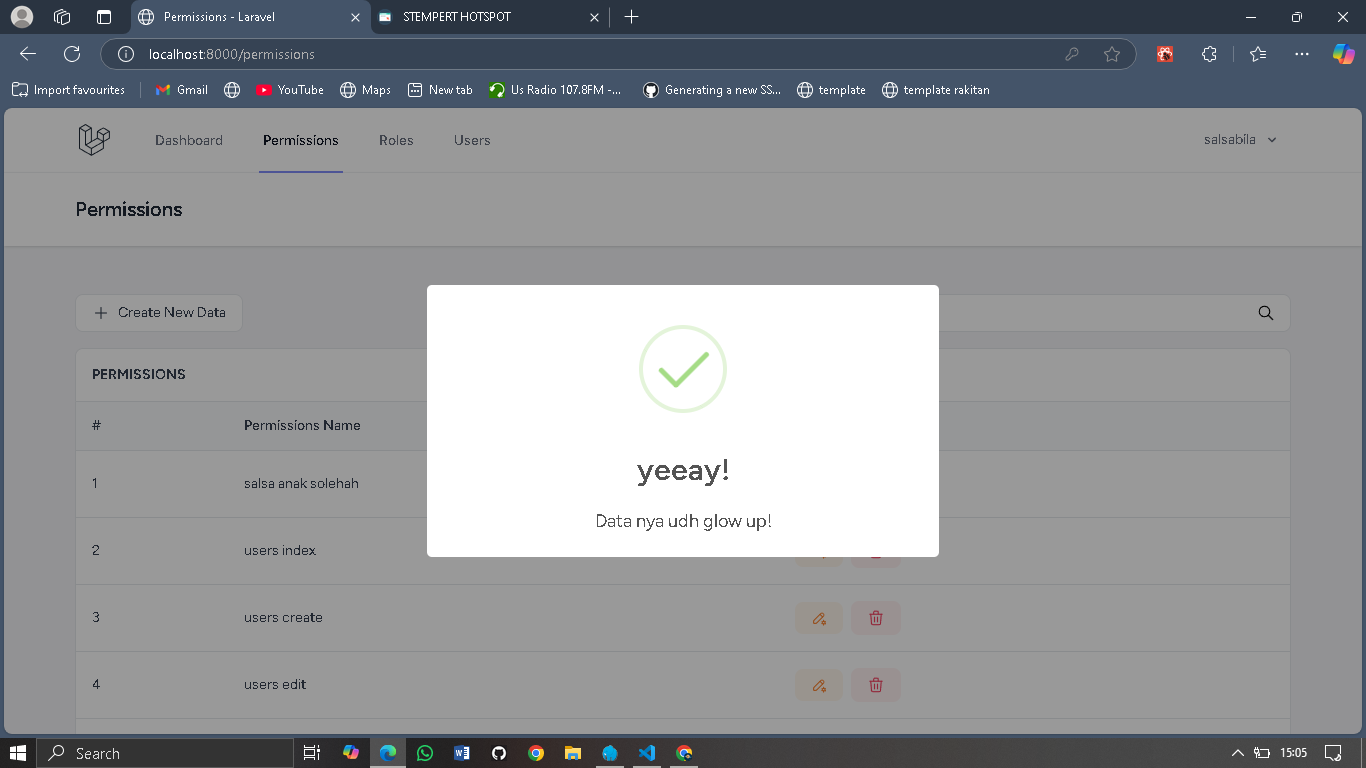 Permissions - Laravel
STEMPERT HOTSPOT
localhost:8000/permissions
Import favourites
Gmail
YouTube
Maps
New tab
Us Radio 107.8FM -...
Generating a new SS...
template
template rakitan
Dashboard
Permissions
Roles
Users
salsabila
Permissions
Create New Data
PERMISSIONS
#
Permissions Name
1
salsa anak solehah
2
users index
3
users create
4
users edit
yeeay!
Data nya udh glow up!
Search
15:05